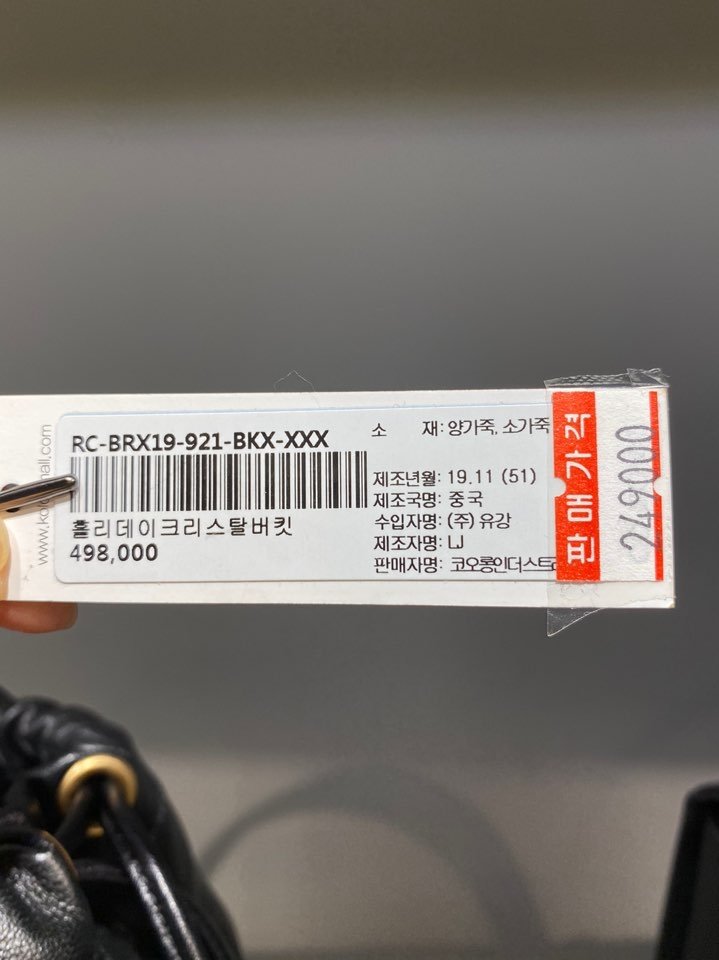 RC-BRX19-921-BKX-XXX
홀리데이크리스탈버킷
498,000
소 재: 양가죽, 소가죽
제조년월: 19.11 (51)
제조국명: 중국
수입자명: (주) 유강
제조자명: LJ
판매자명: 코오롱인더스트
판매가격
249000